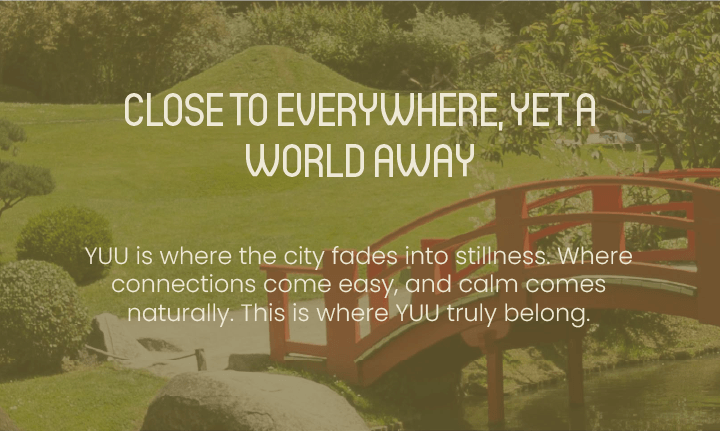 CLOSE TO EVERYWHERE, YET A
WORLD AWAY
YUU is where the city fades into stillness. Where
connections come easy, and calm comes
naturally. This is where YUU truly belong.